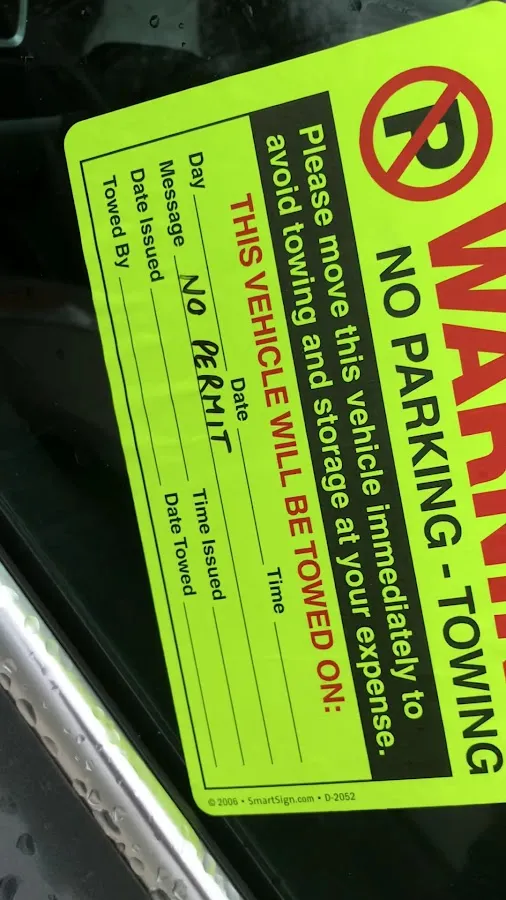 P
WARNI
NO PARKING - TOWING
Please move this vehicle immediately to
avoid towing and storage at your expense.
THIS VEHICLE WILL BE TOWED ON:
Day Date Time
Message NO PERMIT
Date Issued Time Issued
Towed By Date Towed
© 2006 • SmartSign.com • D-2052